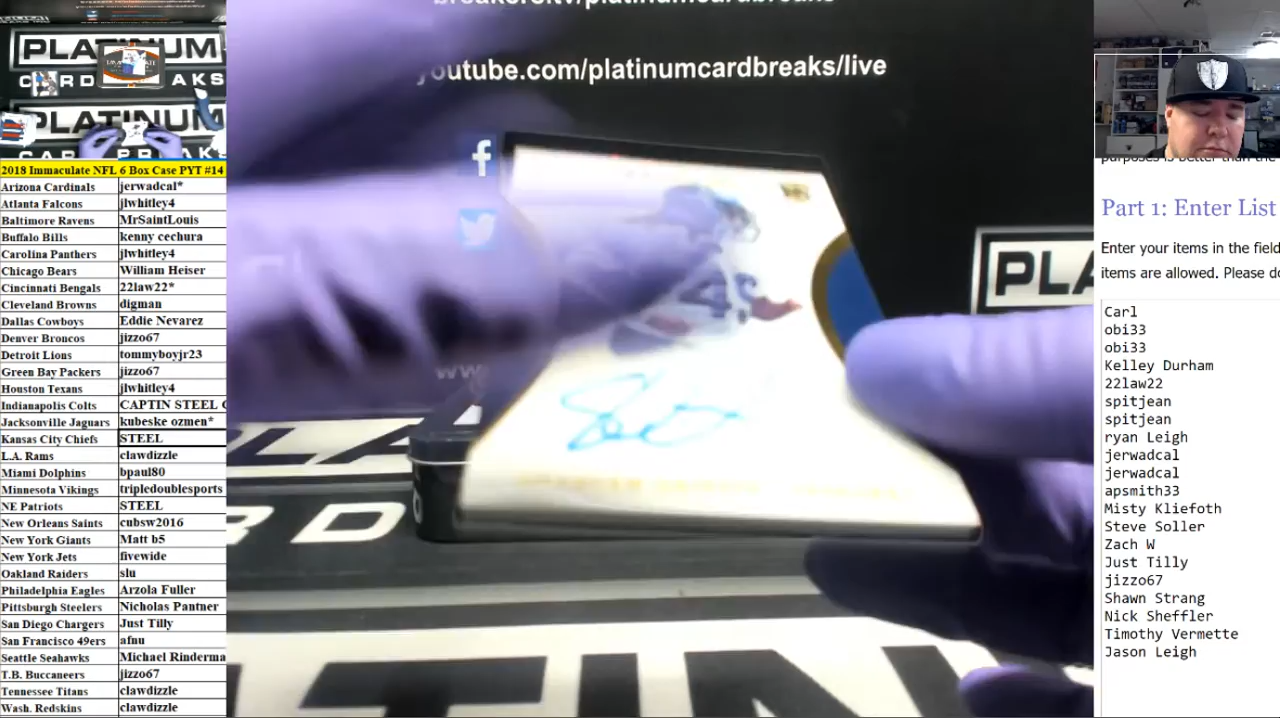 breakers.tv/platinumcardbreaks
youtube.com/platinumcardbreaks/live
PLATINUM
CARD BREAKS
PLATINUM
2018 Immaculate NFL 6 Box Case PYT #14
Arizona Cardinals jerwadcal*
Atlanta Falcons jlwhitley4
Baltimore Ravens MrSaintLouis
Buffalo Bills kenny cechura
Carolina Panthers jlwhitley4
Chicago Bears William Heiser
Cincinnati Bengals 22law22*
Cleveland Browns digman
Dallas Cowboys Eddie Nevarez
Denver Broncos jizzo67
Detroit Lions tommyboyjr23
Green Bay Packers jizzo67
Houston Texans jlwhitley4
Indianapolis Colts CAPTIN STEEL
Jacksonville Jaguars kubeske ozmen*
Kansas City Chiefs STEEL
L.A. Rams clawdizzle
Miami Dolphins bpaul80
Minnesota Vikings tripledoublesports
NE Patriots STEEL
New Orleans Saints cubsw2016
New York Giants Matt b5
New York Jets fivewide
Oakland Raiders slu
Philadelphia Eagles Arzola Fuller
Pittsburgh Steelers Nicholas Pantner
San Diego Chargers Just Tilly
San Francisco 49ers afnu
Seattle Seahawks Michael Rinderma
T.B. Buccaneers jizzo67
Tennessee Titans clawdizzle
Wash. Redskins clawdizzle
f
PLA
RD
Part 1: Enter List
Enter your items in the field
items are allowed. Please do
Carl
obi33
obi33
Kelley Durham
22law22
spitjean
spitjean
ryan Leigh
jerwadcal
jerwadcal
apsmith33
Misty Kliefoth
Steve Soller
Zach W
Just Tilly
jizzo67
Shawn Strang
Nick Sheffler
Timothy Vermette
Jason Leigh